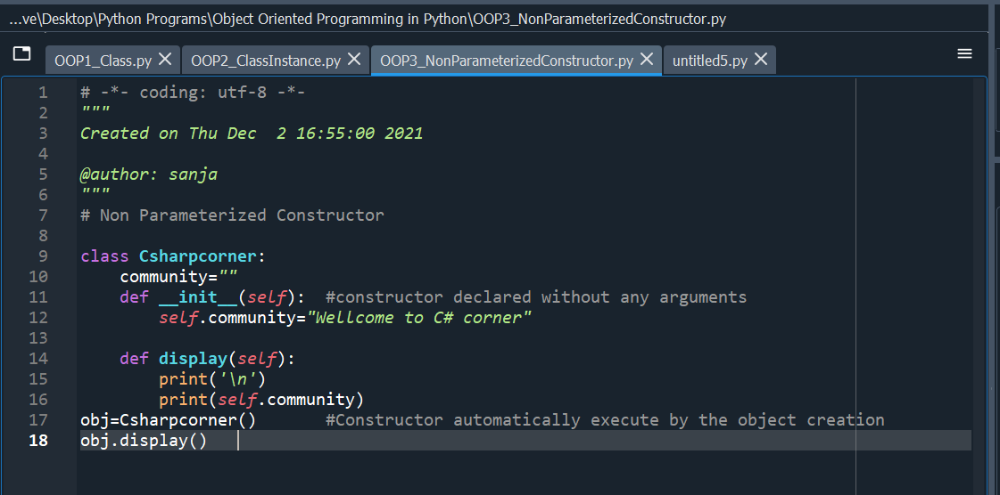 ...ve\Desktop\Python Programs\Object Oriented Programming in Python\OOP3_NonParameterizedConstructor.py
OOP1_Class.py OOP2_ClassInstance.py OOP3_NonParameterizedConstructor.py untitled5.py
1 # -*- coding: utf-8 -*-
2 """
3 Created on Thu Dec  2 16:55:00 2021
4
5 @author: sanja
6 """
7 # Non Parameterized Constructor
8
9 class Csharpcorner:
10     community=""
11     def __init__(self):  #constructor declared without any arguments
12         self.community="Wellcome to C# corner"
13
14     def display(self):
15         print('\n')
16         print(self.community)
17 obj=Csharpcorner()       #Constructor automatically execute by the object creation
18 obj.display()